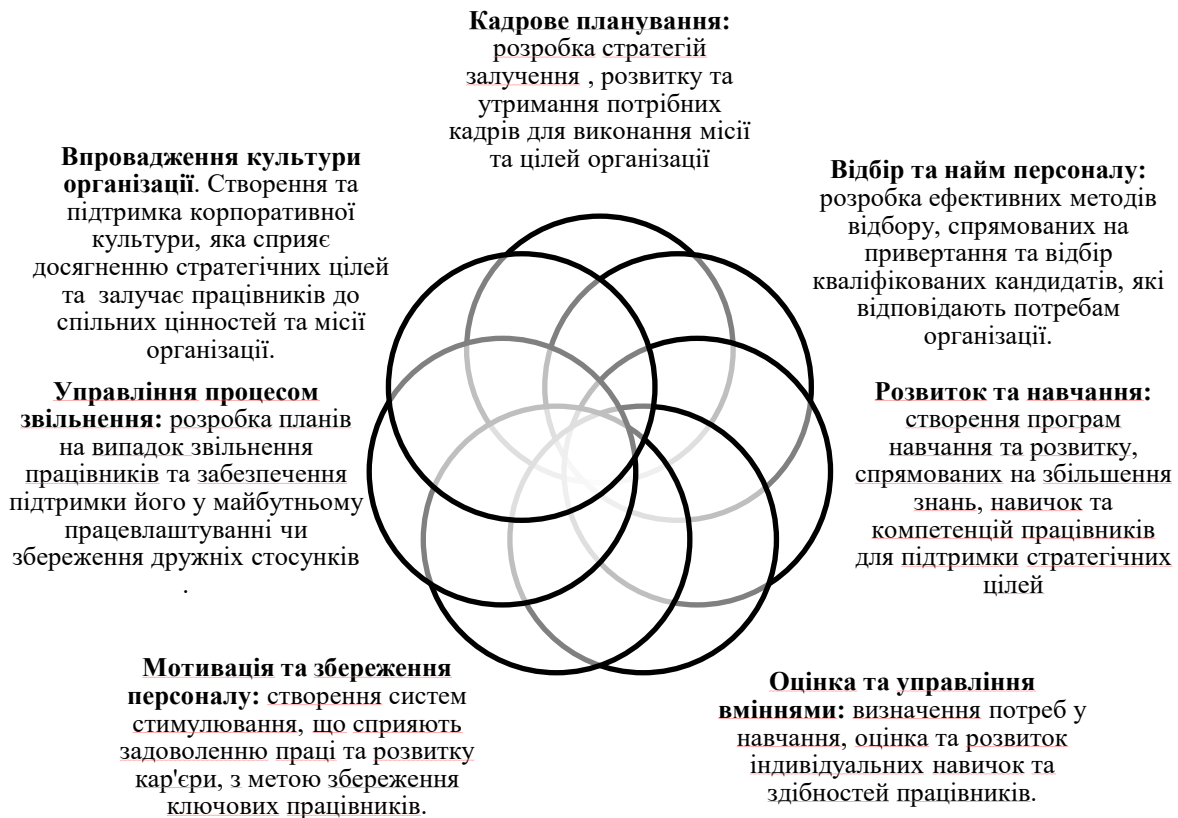 Кадрове планування:
розробка стратегій
залучення , розвитку та
утримання потрібних
кадрів для виконання місії
та цілей організації
Відбір та найм персоналу:
розробка ефективних методів
відбору, спрямованих на
привертання та відбір
кваліфікованих кандидатів, які
відповідають потребам
організації.
Розвиток та навчання:
створення програм
навчання та розвитку,
спрямованих на збільшення
знань, навичок та
компетенцій працівників
для підтримки стратегічних
цілей
Оцінка та управління
вміннями: визначення потреб у
навчання, оцінка та розвиток
індивідуальних навичок та
здібностей працівників.
Мотивація та збереження
персоналу: створення систем
стимулювання, що сприяють
задоволенню праці та розвитку
кар'єри, з метою збереження
ключових працівників.
Управління процесом
звільнення: розробка планів
на випадок звільнення
працівників та забезпечення
підтримки його у майбутньому
працевлаштуванні чи
збереження дружніх стосунків
.
Впровадження культури
організації. Створення та
підтримка корпоративної
культури, яка сприяє
досягненню стратегічних цілей
та  залучає працівників до
спільних цінностей та місії
організації.